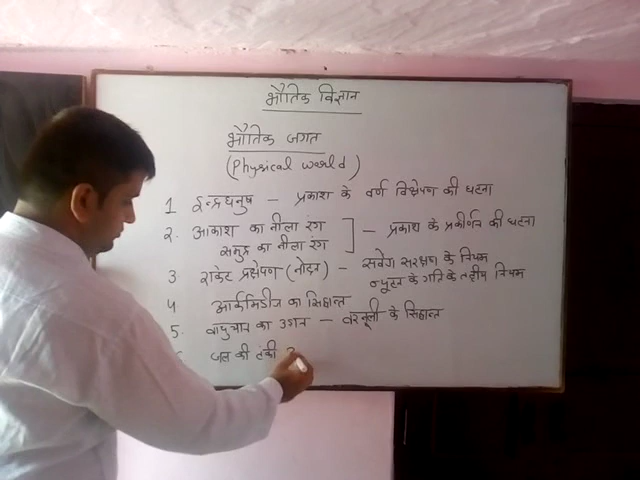 भौतिक विज्ञान
भौतिक जगत
(Physical world)
1 इन्द्रधनुष – प्रकाश के वर्ण विक्षेपण की घटना
2. आकाश का नीला रंग
समुद्र का नीला रंग ] – प्रकाश के प्रकीर्णन की घटना
3 राकेट प्रक्षेपण (नोदन) – संवेग संरक्षण के नियम
न्यूटन के गति के तृतीय नियम
4 आर्कमिडीज का सिद्धान्त
5. वायुयान का उड़ान – बरनूली के सिद्धान्त
जल की टंकी